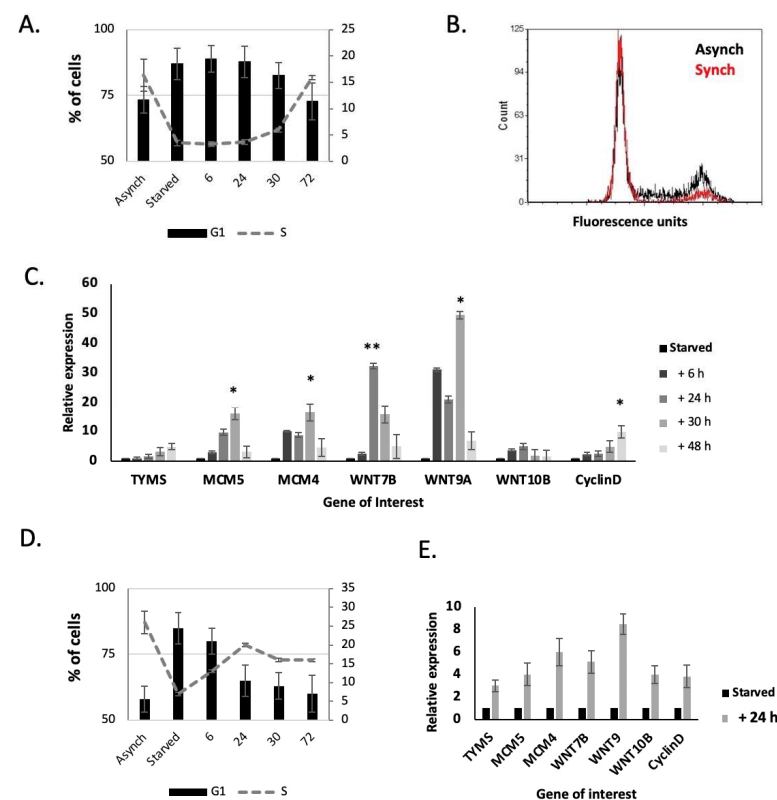 A.
100
75
50
% of cells
25
20
15
10
5
0
Asynch
Starved
6
24
30
72
G1
S
B.
125
94
63
31
0
Count
Asynch
Synch
Fluorescence units
C.
60
50
40
30
20
10
0
Relative expression
*
*
**
*
*
TYMS MCM5 MCM4 WNT7B WNT9A WNT10B CyclinD
Gene of Interest
Starved
+ 6 h
+ 24 h
+ 30 h
+ 48 h
D.
100
75
50
% of cells
35
30
25
20
15
10
5
0
Asynch
Starved
6
24
30
72
G1
S
E.
10
8
6
4
2
0
Relative expression
TYMS
MCM5
MCM4
WNT7B
WNT9
WNT10B
CyclinD
Gene of interest
Starved
+ 24 h